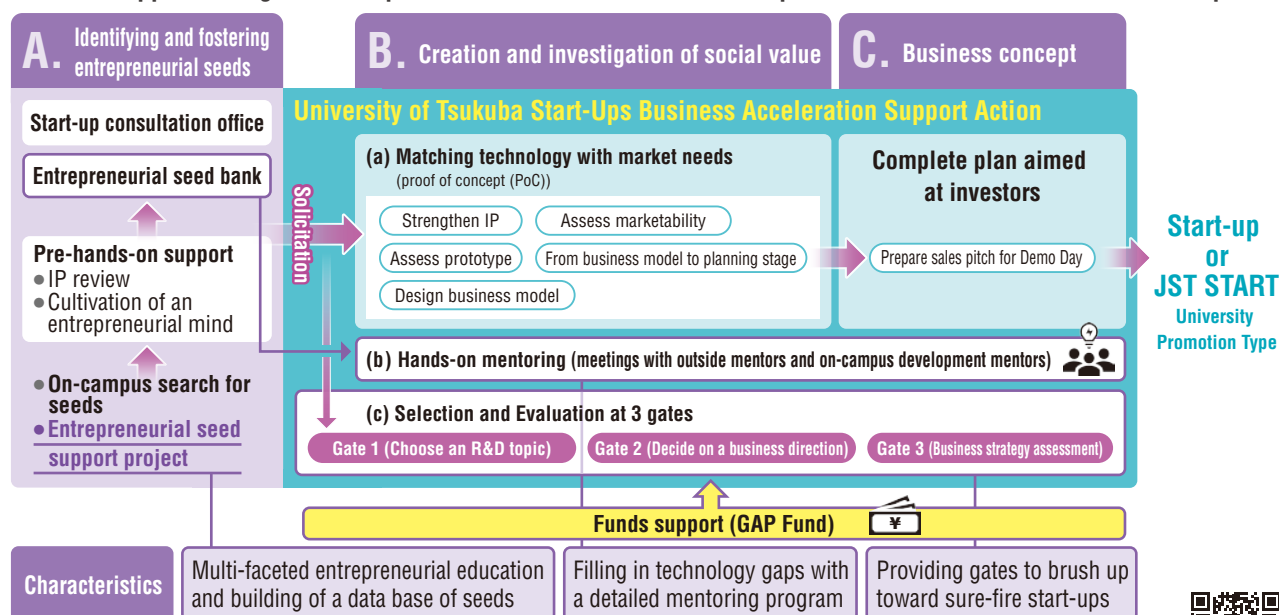 A. Identifying and fostering
entrepreneurial seeds
B. Creation and investigation of social value
C. Business concept
Start-up consultation office
Entrepreneurial seed bank
Pre-hands-on support
● IP review
● Cultivation of an
entrepreneurial mind
● On-campus search for
seeds
● Entrepreneurial seed
support project
University of Tsukuba Start-Ups Business Acceleration Support Action
Solicitation
(a) Matching technology with market needs
(proof of concept (PoC))
Strengthen IP
Assess marketability
Assess prototype
From business model to planning stage
Design business model
Complete plan aimed
at investors
Prepare sales pitch for Demo Day
(b) Hands-on mentoring (meetings with outside mentors and on-campus development mentors)
(c) Selection and Evaluation at 3 gates
Gate 1 (Choose an R&D topic)
Gate 2 (Decide on a business direction)
Gate 3 (Business strategy assessment)
Start-up
or
JST START
University
Promotion Type
Funds support (GAP Fund)
¥
Characteristics
Multi-faceted entrepreneurial education
and building of a data base of seeds
Filling in technology gaps with
a detailed mentoring program
Providing gates to brush up
toward sure-fire start-ups